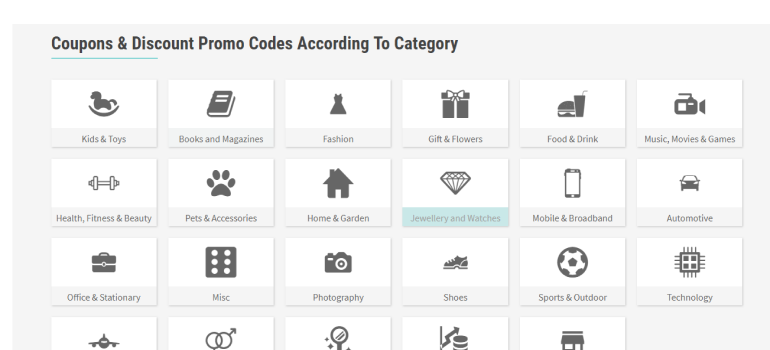 Coupons & Discount Promo Codes According To Category
Kids & Toys
Books and Magazines
Fashion
Gift & Flowers
Food & Drink
Music, Movies & Games
Health, Fitness & Beauty
Pets & Accessories
Home & Garden
Jewellery and Watches
Mobile & Broadband
Automotive
Office & Stationary
Misc
Photography
Shoes
Sports & Outdoor
Technology